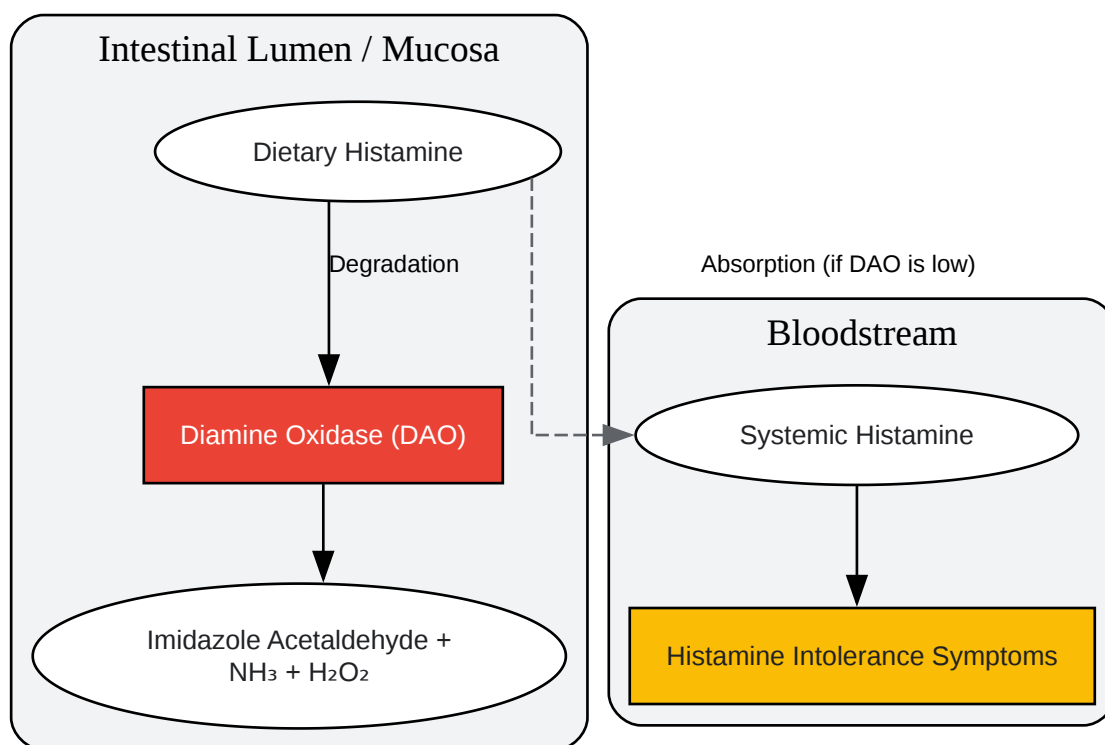 Intestinal Lumen / Mucosa
Dietary Histamine
Degradation
Diamine Oxidase (DAO)
Imidazole Acetaldehyde +
NH₃ + H₂O₂
Absorption (if DAO is low)
Bloodstream
Systemic Histamine
Histamine Intolerance Symptoms